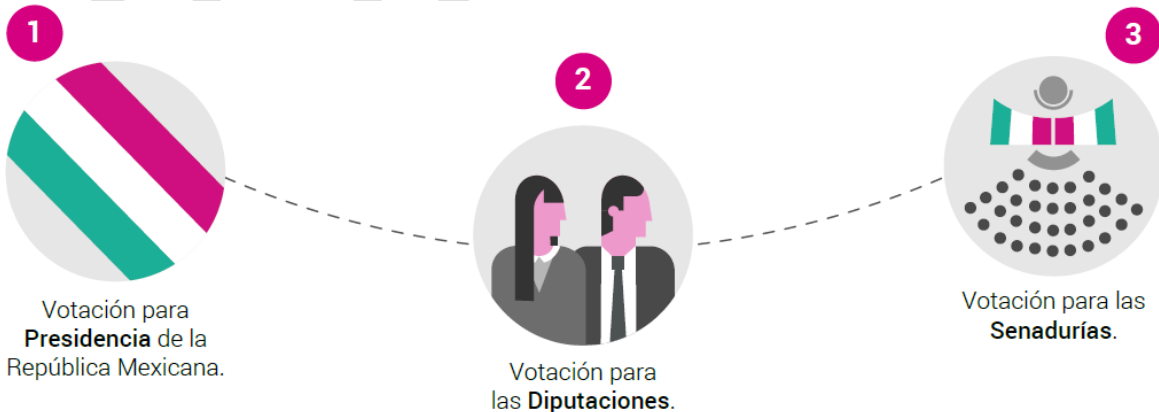 1
Votación para
Presidencia de la
República Mexicana.
2
Votación para
las Diputaciones.
3
Votación para las
Senadurías.